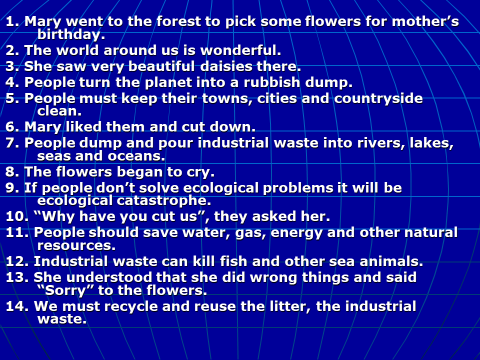 1. Mary went to the forest to pick some flowers for mother’s
birthday.
2. The world around us is wonderful.
3. She saw very beautiful daisies there.
4. People turn the planet into a rubbish dump.
5. People must keep their towns, cities and countryside
clean.
6. Mary liked them and cut down.
7. People dump and pour industrial waste into rivers, lakes,
seas and oceans.
8. The flowers began to cry.
9. If people don’t solve ecological problems it will be
ecological catastrophe.
10. “Why have you cut us”, they asked her.
11. People should save water, gas, energy and other natural
resources.
12. Industrial waste can kill fish and other sea animals.
13. She understood that she did wrong things and said
“Sorry” to the flowers.
14. We must recycle and reuse the litter, the industrial
waste.